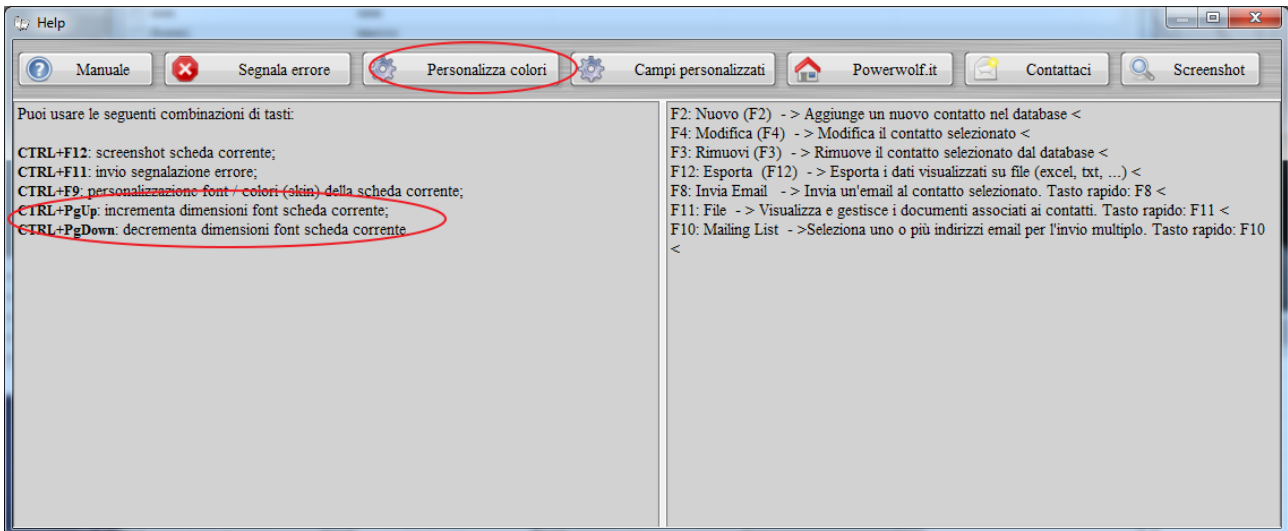 Help
Manuale
Segnala errore
Personalizza colori
Campi personalizzati
Powerwolf.it
Contattaci
Screenshot
Puoi usare le seguenti combinazioni di tasti:
CTRL+F12: screenshot scheda corrente;
CTRL+F11: invio segnalazione errore;
CTRL+F9: personalizzazione font / colori (skin) della scheda corrente;
CTRL+PgUp: incrementa dimensioni font scheda corrente;
CTRL+PgDown: decrementa dimensioni font scheda corrente
F2: Nuovo (F2) - > Aggiunge un nuovo contatto nel database <
F4: Modifica (F4) - > Modifica il contatto selezionato <
F3: Rimuovi (F3) - > Rimuove il contatto selezionato dal database <
F12: Esporta (F12) - > Esporta i dati visualizzati su file (excel, txt, ...) <
F8: Invia Email - > Invia un'email al contatto selezionato. Tasto rapido: F8 <
F11: File - > Visualizza e gestisce i documenti associati ai contatti. Tasto rapido: F11 <
F10: Mailing List - >Seleziona uno o più indirizzi email per l'invio multiplo. Tasto rapido: F10
<